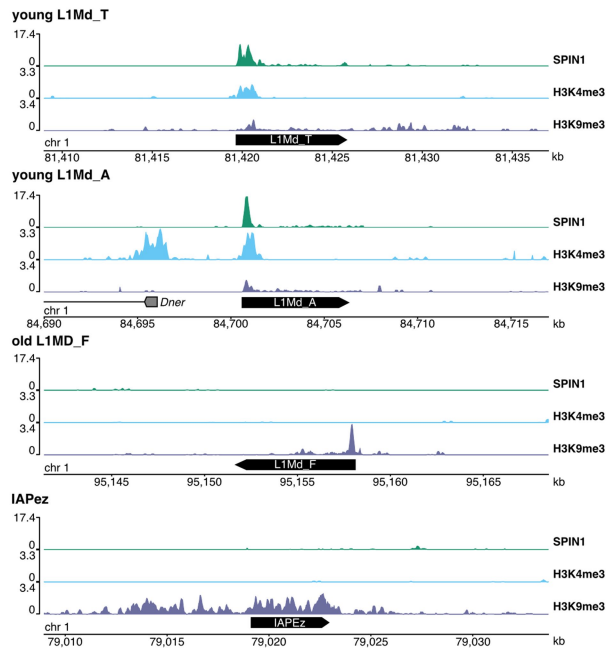 young L1Md_T
17.4
0 SPIN1
3.3
0 H3K4me3
3.4
0 H3K9me3
L1Md_T
chr 1
81,410 81,415 81,420 81,425 81,430 81,435 kb
young L1Md_A
17.4
0 SPIN1
3.3
0 H3K4me3
3.4
0 H3K9me3
Dner L1Md_A
chr 1
84,690 84,695 84,700 84,705 84,710 84,715 kb
old L1MD_F
17.4
0 SPIN1
3.3
0 H3K4me3
3.4
0 H3K9me3
chr 1 L1Md_F
95,145 95,150 95,155 95,160 95,165 kb
IAPez
17.4
0 SPIN1
3.3
0 H3K4me3
3.4
0 H3K9me3
chr 1 IAPEz
79,010 79,015 79,020 79,025 79,030 kb